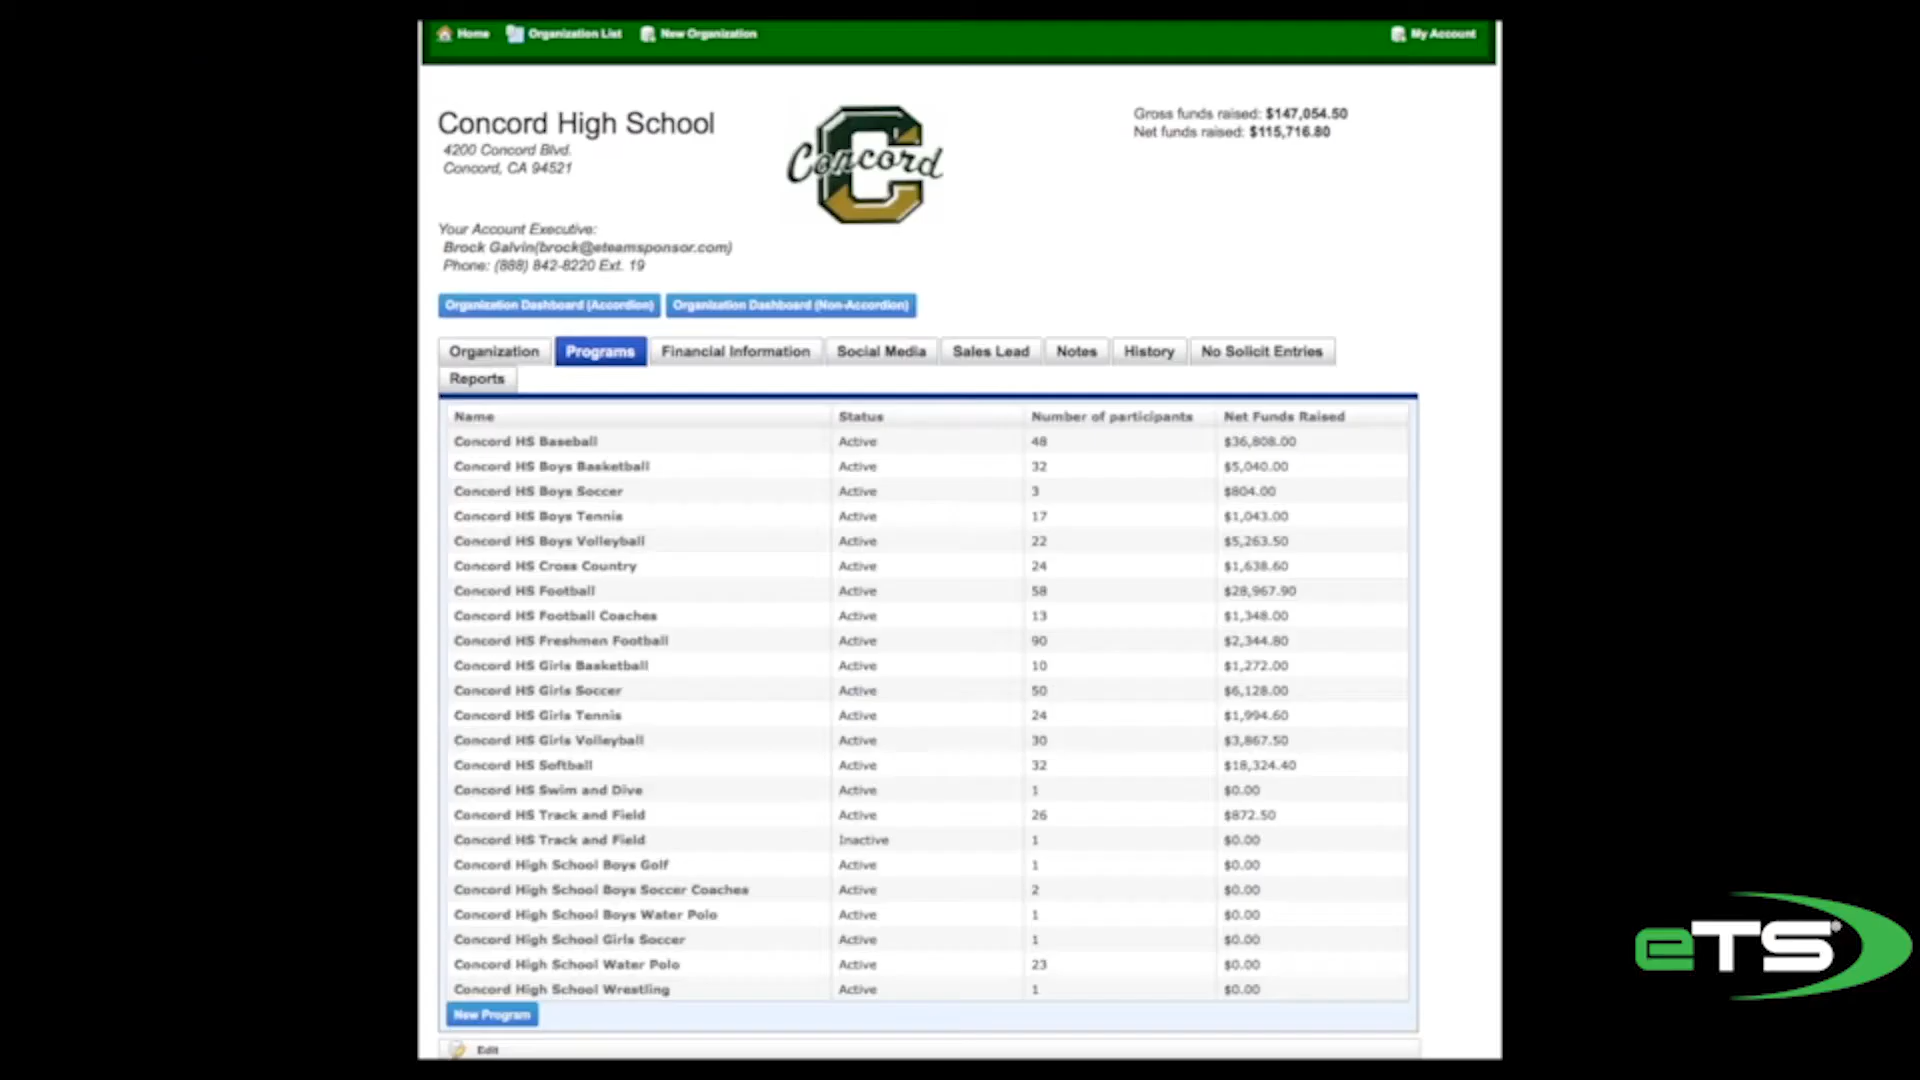 Home Organization List New Organization My Account
Concord High School
4200 Concord Blvd.
Concord, CA 94521
Concord
Gross funds raised: $147,054.50
Net funds raised: $115,716.80
Your Account Executive:
Brock Galvin(brock@eteamsponsor.com)
Phone: (888) 842-8220 Ext. 19
Organization Dashboard (Accordion) Organization Dashboard (Non-Accordion)
Organization Programs Financial Information Social Media Sales Lead Notes History No Solicit Entries
Reports
Name Status Number of participants Net Funds Raised
Concord HS Baseball Active 48 $36,808.00
Concord HS Boys Basketball Active 32 $5,040.00
Concord HS Boys Soccer Active 3 $804.00
Concord HS Boys Tennis Active 17 $1,043.00
Concord HS Boys Volleyball Active 22 $5,263.50
Concord HS Cross Country Active 24 $1,638.60
Concord HS Football Active 58 $28,967.90
Concord HS Football Coaches Active 13 $1,348.00
Concord HS Freshmen Football Active 90 $2,344.80
Concord HS Girls Basketball Active 10 $1,272.00
Concord HS Girls Soccer Active 50 $6,128.00
Concord HS Girls Tennis Active 24 $1,994.60
Concord HS Girls Volleyball Active 30 $3,867.50
Concord HS Softball Active 32 $18,324.40
Concord HS Swim and Dive Active 1 $0.00
Concord HS Track and Field Active 26 $872.50
Concord HS Track and Field Inactive 1 $0.00
Concord High School Boys Golf Active 1 $0.00
Concord High School Boys Soccer Coaches Active 2 $0.00
Concord High School Boys Water Polo Active 1 $0.00
Concord High School Girls Soccer Active 1 $0.00
Concord High School Water Polo Active 23 $0.00
Concord High School Wrestling Active 1 $0.00
New Program
Edit
eTS®